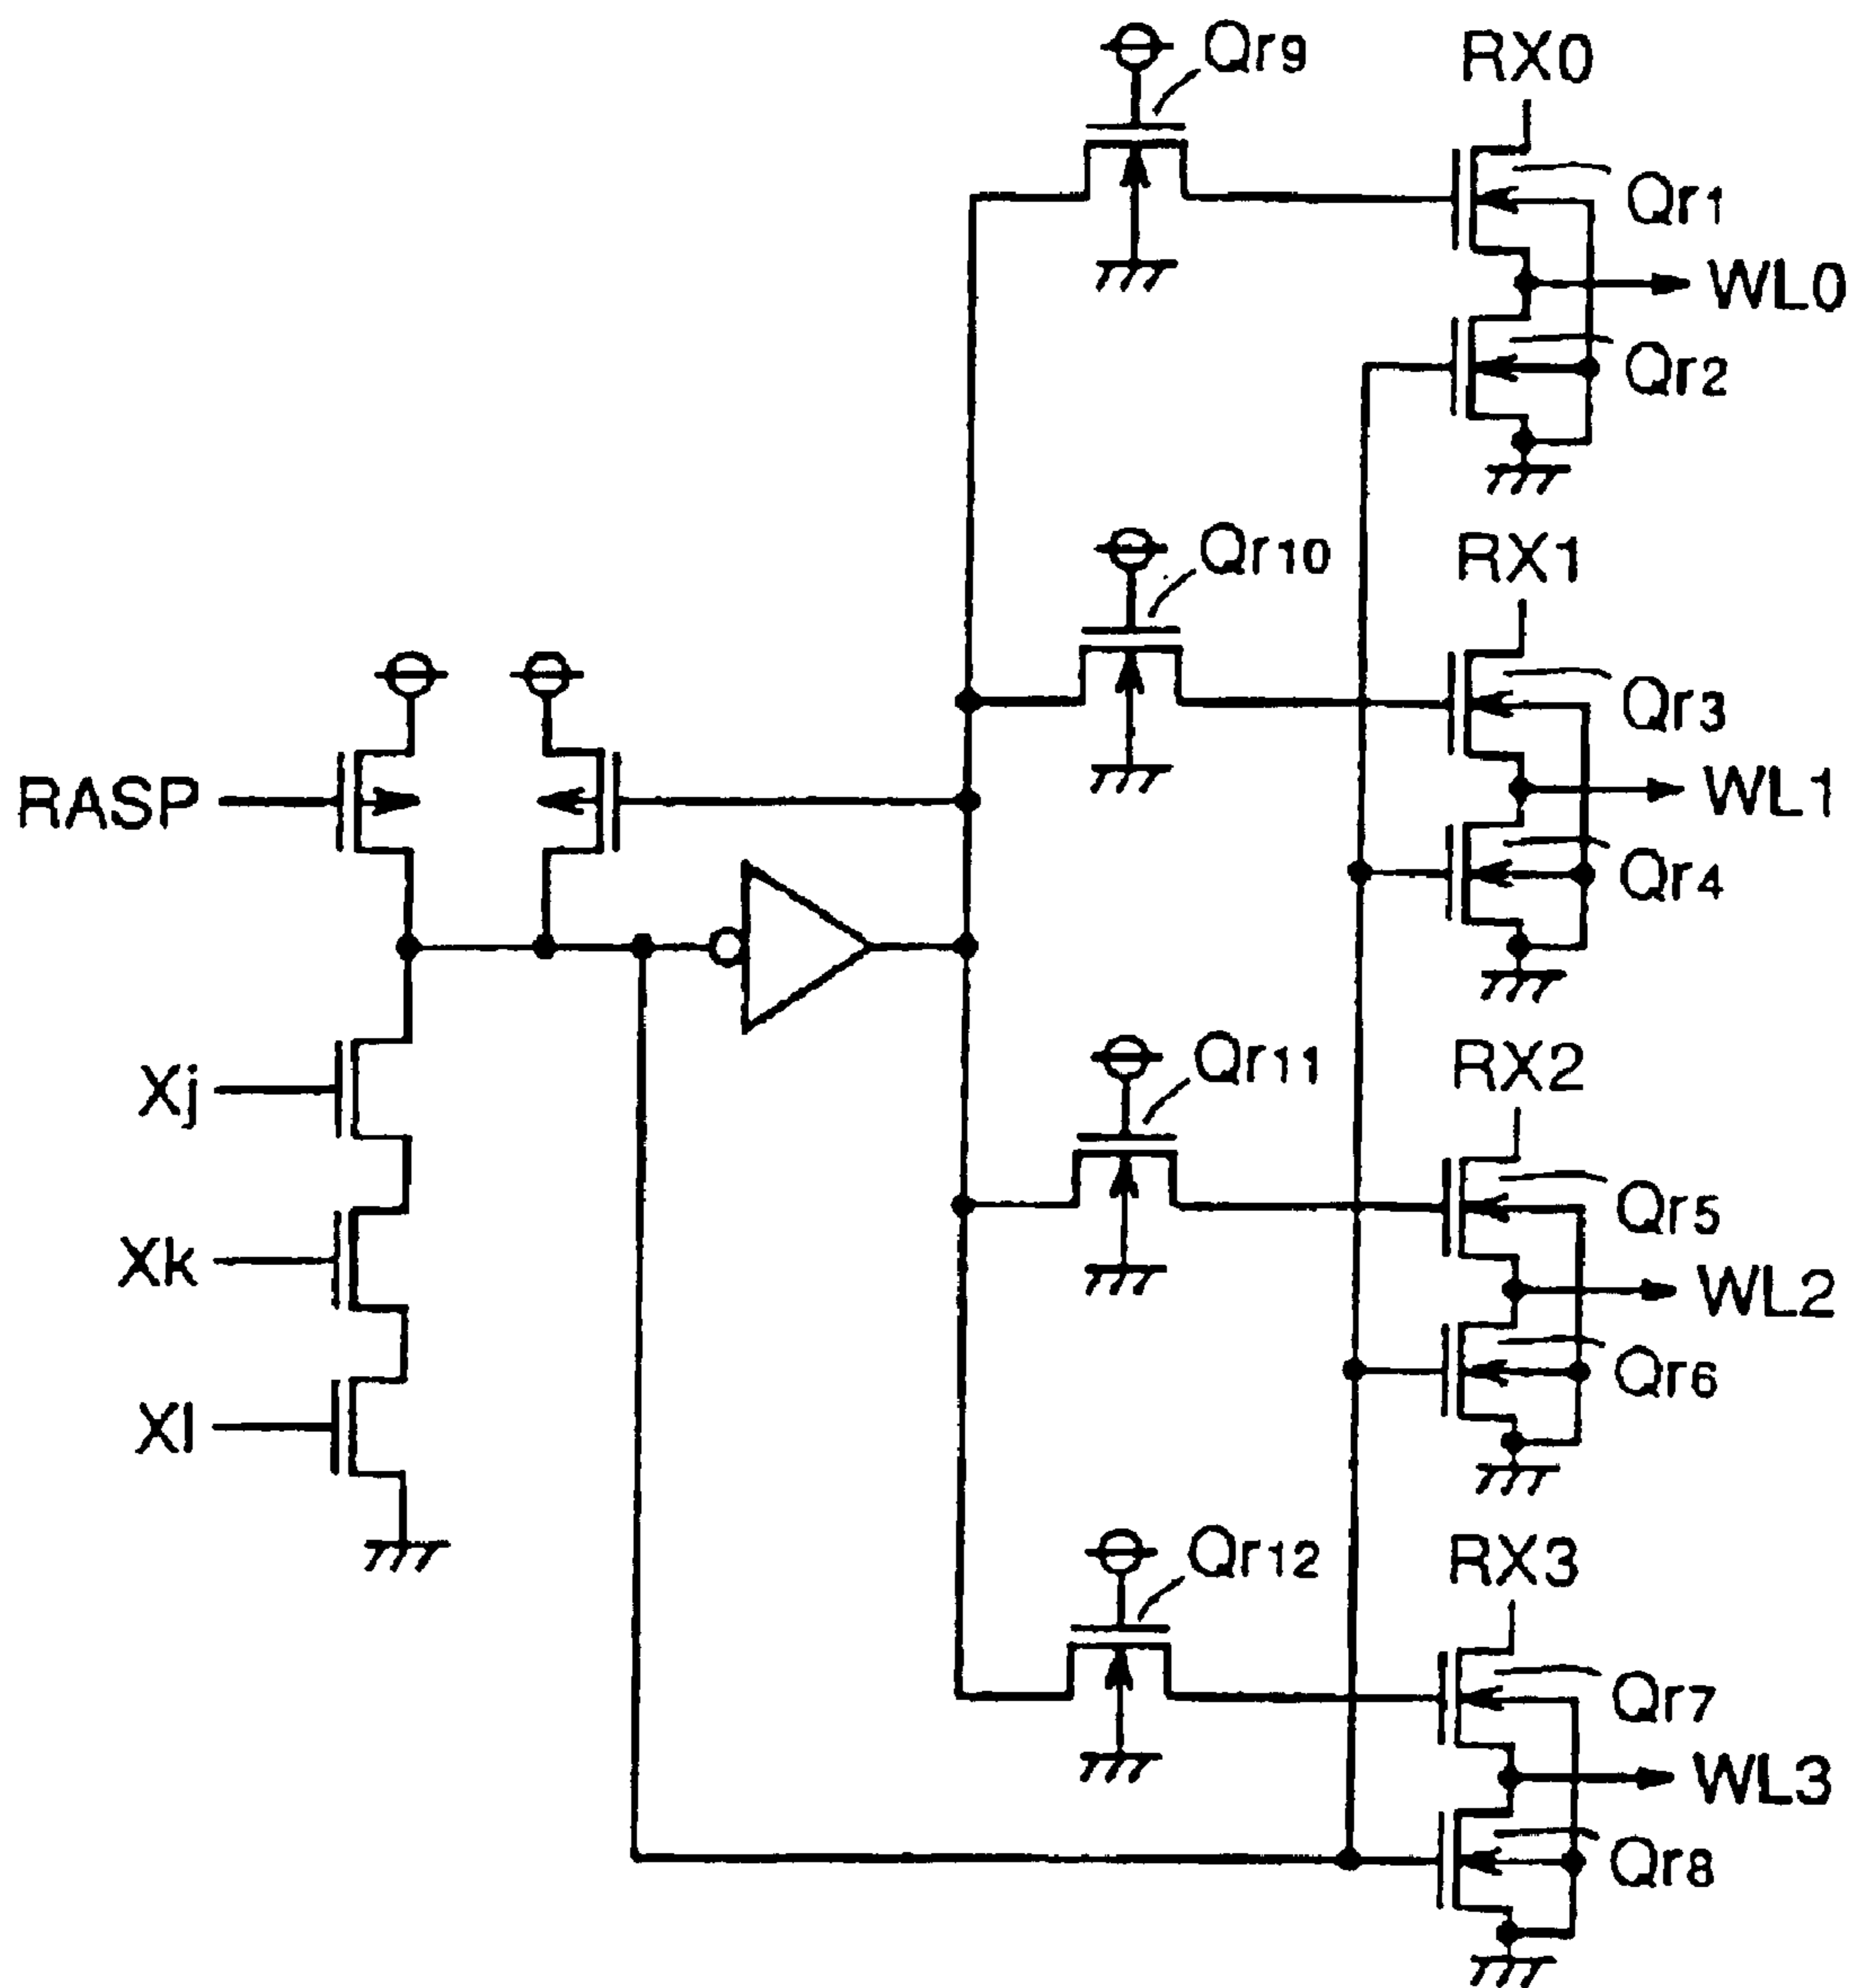 Qr9
RX0
Qr1
WL0
Qr2
Qr10
RX1
Qr3
RASP
WL1
Qr4
Qr11
RX2
Xj
Qr5
Xk
WL2
Qr6
Xl
Qr12
RX3
Qr7
WL3
Qr8